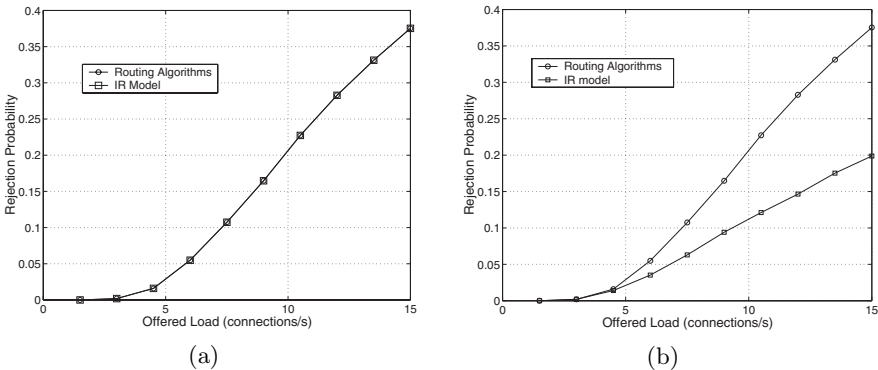 0.4
0.35
0.3
0.25
0.2
0.15
0.1
0.05
0
Rejection Probability
Routing Algorithms
IR Model
0 5 10 15
Offered Load (connections/s)
(a)
0.4
0.35
0.3
0.25
0.2
0.15
0.1
0.05
0
Rejection Probability
Routing Algorithms
IR model
0 5 10 15
Offered Load (connections/s)
(b)